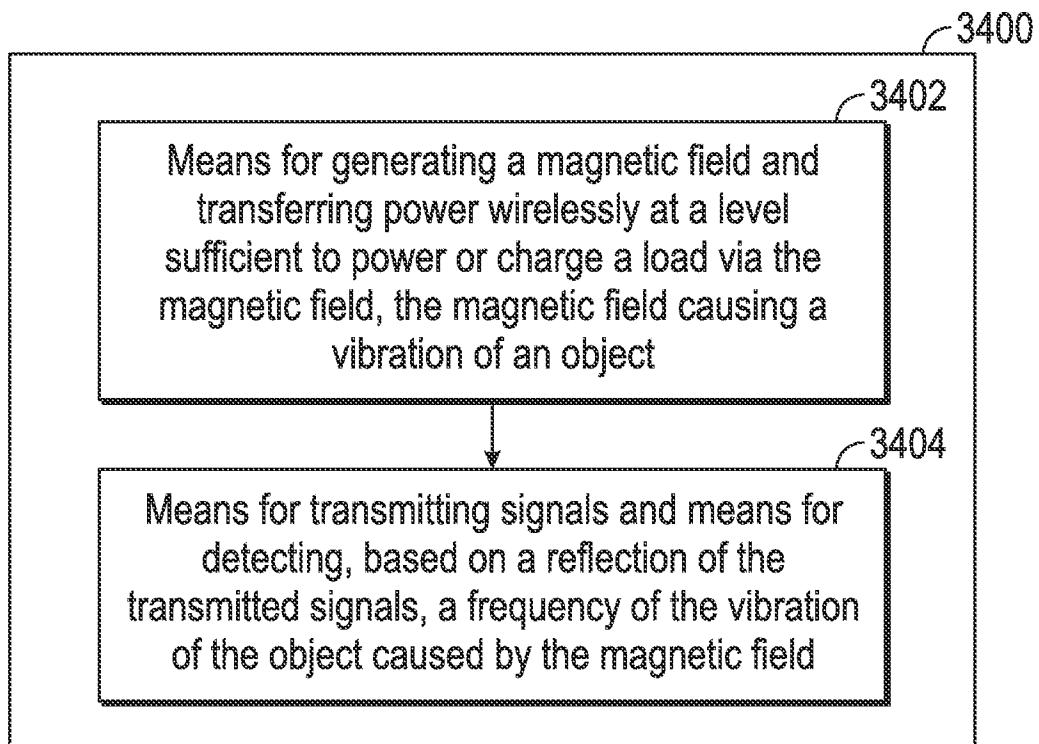 3400
3402
Means for generating a magnetic field and
transferring power wirelessly at a level
sufficient to power or charge a load via the
magnetic field, the magnetic field causing a
vibration of an object
3404
Means for transmitting signals and means for
detecting, based on a reflection of the
transmitted signals, a frequency of the vibration
of the object caused by the magnetic field